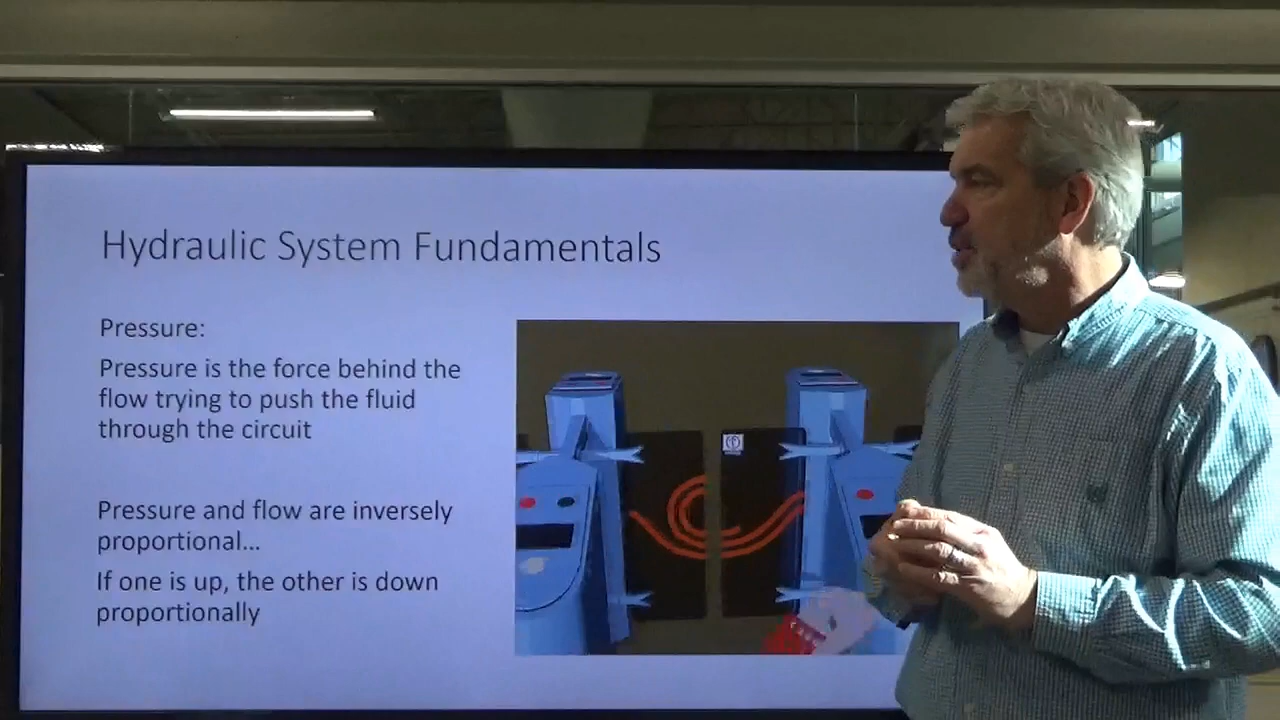 Hydraulic System Fundamentals
Pressure:
Pressure is the force behind the
flow trying to push the fluid
through the circuit
Pressure and flow are inversely
proportional...
If one is up, the other is down
proportionally